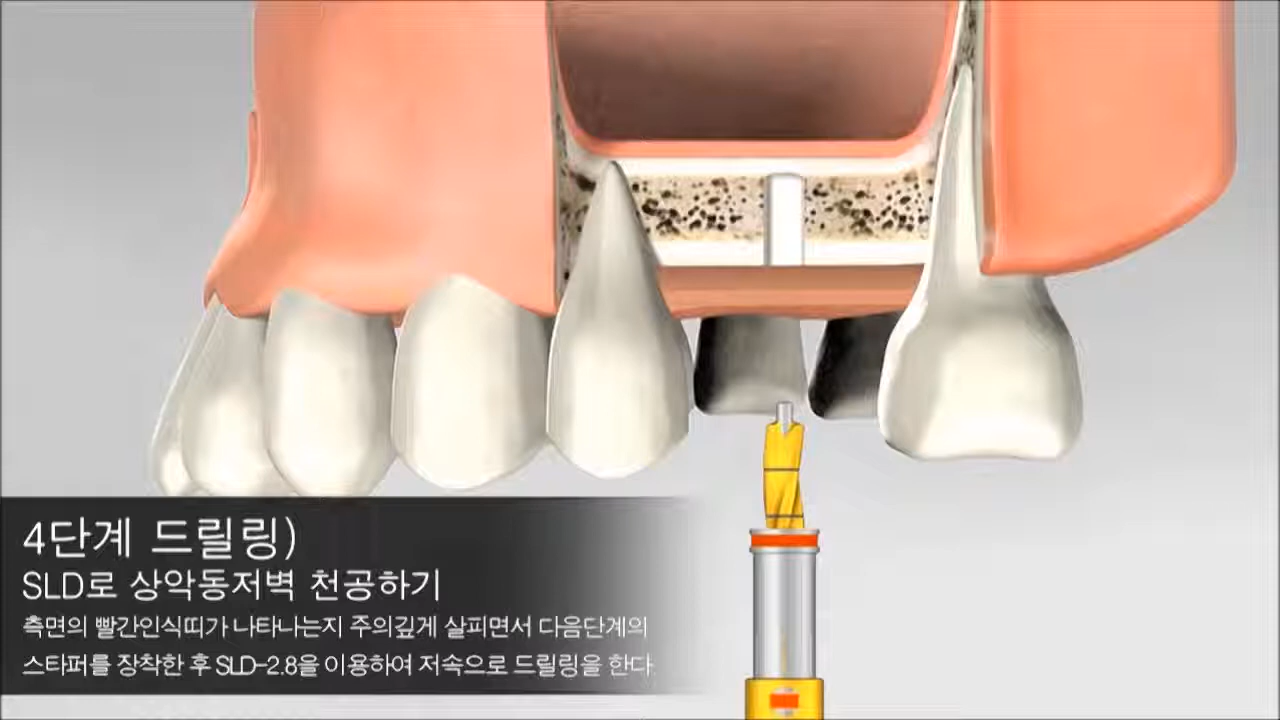 4단계 드릴링)
SLD로 상악동저벽 천공하기
측면의 빨간인식띠가 나타나는지 주의깊게 살피면서 다음단계의
스타퍼를 장착한 후 SLD-2.8을 이용하여 저속으로 드릴링을 한다.